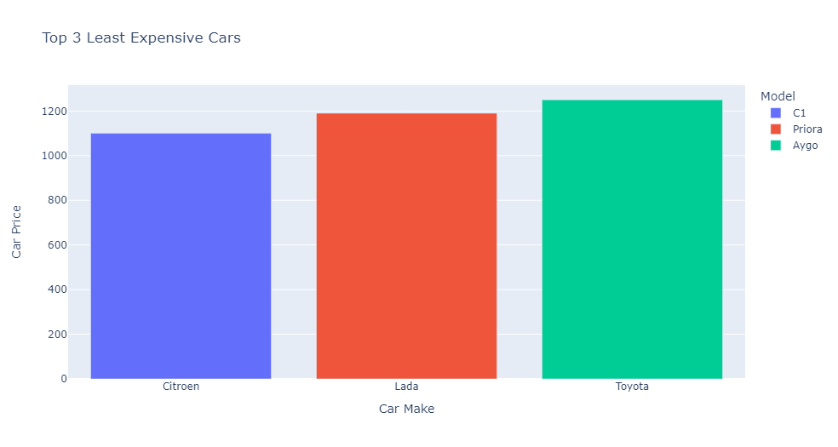 Top 3 Least Expensive Cars
Car Price
1200
1000
800
600
400
200
0
Citroen
Lada
Toyota
Car Make
Model
C1
Priora
Aygo